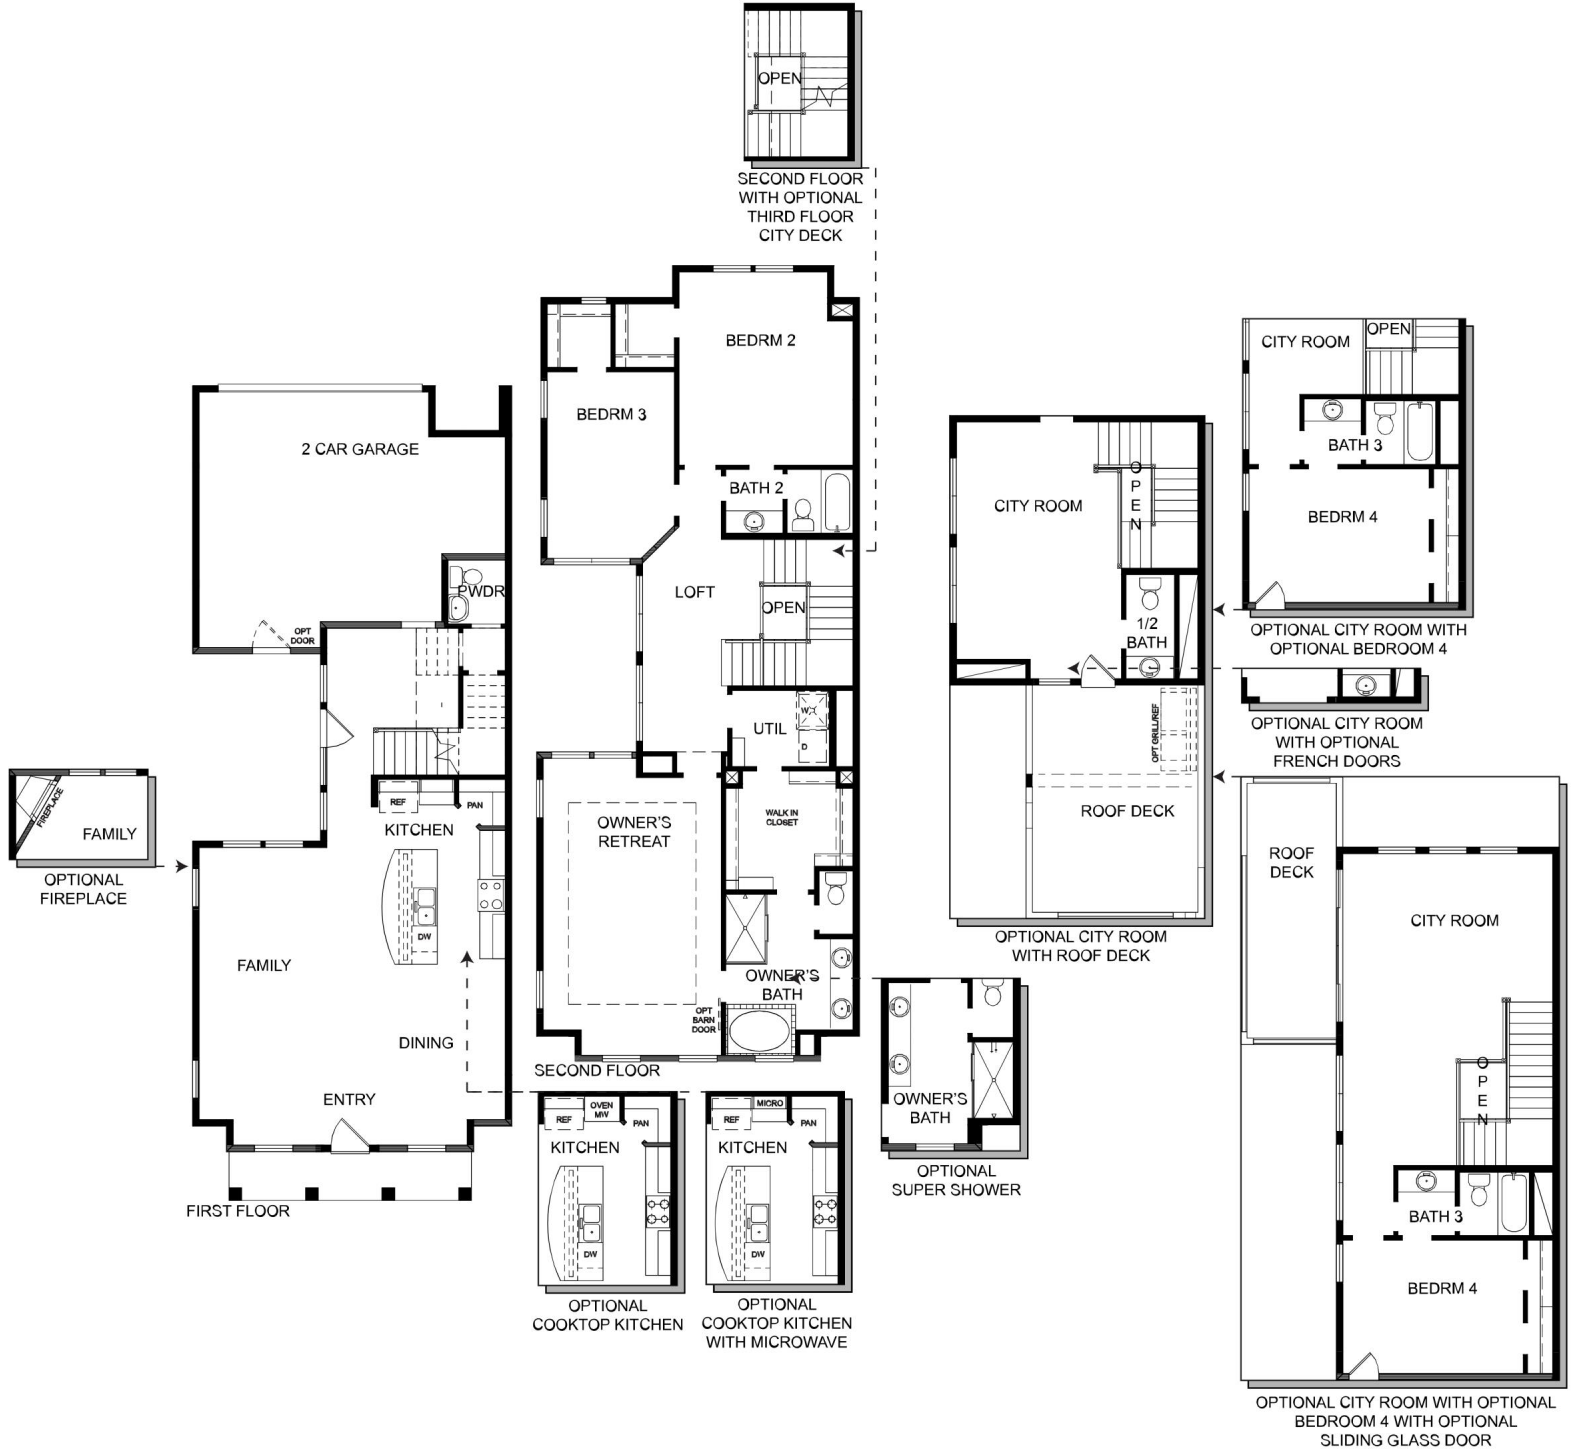 OPEN
SECOND FLOOR
WITH OPTIONAL
THIRD FLOOR
CITY DECK
2 CAR GARAGE
PWDR
OPT
DOOR
REF
PAN
KITCHEN
DW
FAMILY
DINING
ENTRY
FIRST FLOOR
FIREPLACE
FAMILY
OPTIONAL
FIREPLACE
BEDRM 2
BEDRM 3
BATH 2
LOFT
OPEN
UTIL
W
D
WALK IN
CLOSET
OWNER'S
RETREAT
OWNER'S
BATH
OPT
BARN
DOOR
SECOND FLOOR
REF
OVEN
MW
PAN
KITCHEN
DW
OPTIONAL
COOKTOP KITCHEN
REF
MICRO
PAN
KITCHEN
DW
OPTIONAL
COOKTOP KITCHEN
WITH MICROWAVE
OWNER'S
BATH
OPTIONAL
SUPER SHOWER
CITY ROOM
OPEN
1/2
BATH
OPT GRILL/REF
ROOF DECK
OPTIONAL CITY ROOM
WITH ROOF DECK
CITY ROOM
OPEN
BATH 3
BEDRM 4
OPTIONAL CITY ROOM WITH
OPTIONAL BEDROOM 4
OPTIONAL CITY ROOM
WITH OPTIONAL
FRENCH DOORS
ROOF
DECK
CITY ROOM
OPEN
BATH 3
BEDRM 4
OPTIONAL CITY ROOM WITH OPTIONAL
BEDROOM 4 WITH OPTIONAL
SLIDING GLASS DOOR